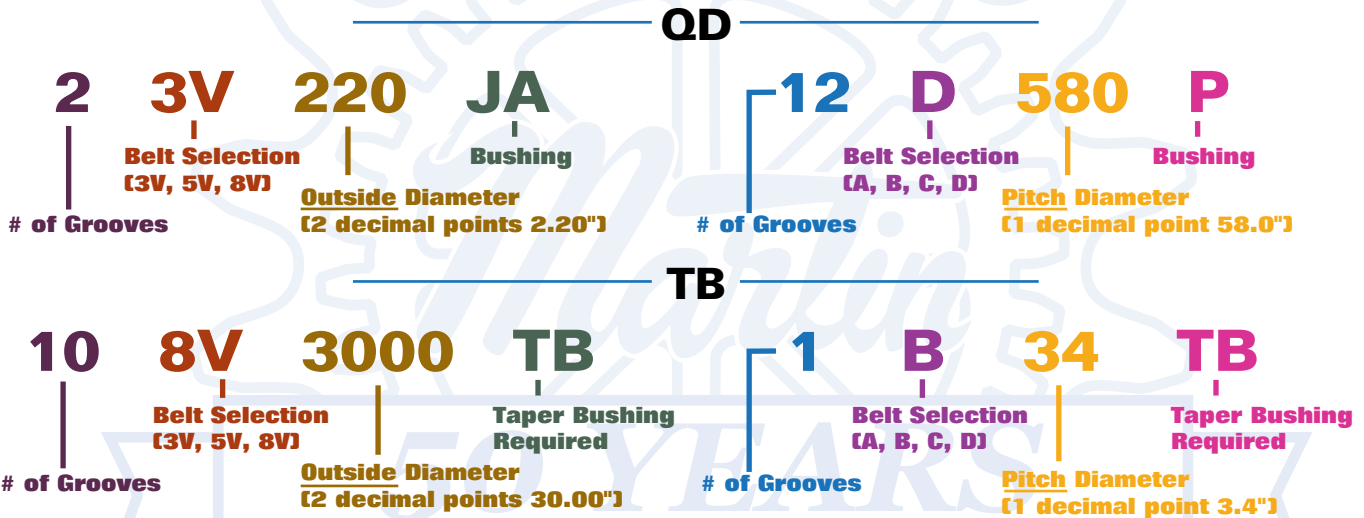 QD
2 3V 220 JA
Belt Selection
(3V, 5V, 8V)
Bushing
Outside Diameter
(2 decimal points 2.20")
# of Grooves
12 D 580 P
Belt Selection
(A, B, C, D)
Bushing
Pitch Diameter
(1 decimal point 58.0")
# of Grooves
Martin
TB
10 8V 3000 TB
Belt Selection
(3V, 5V, 8V)
Taper Bushing
Required
Outside Diameter
(2 decimal points 30.00")
# of Grooves
1 B 34 TB
Belt Selection
(A, B, C, D)
Taper Bushing
Required
Pitch Diameter
(1 decimal point 3.4")
# of Grooves
50 YEARS